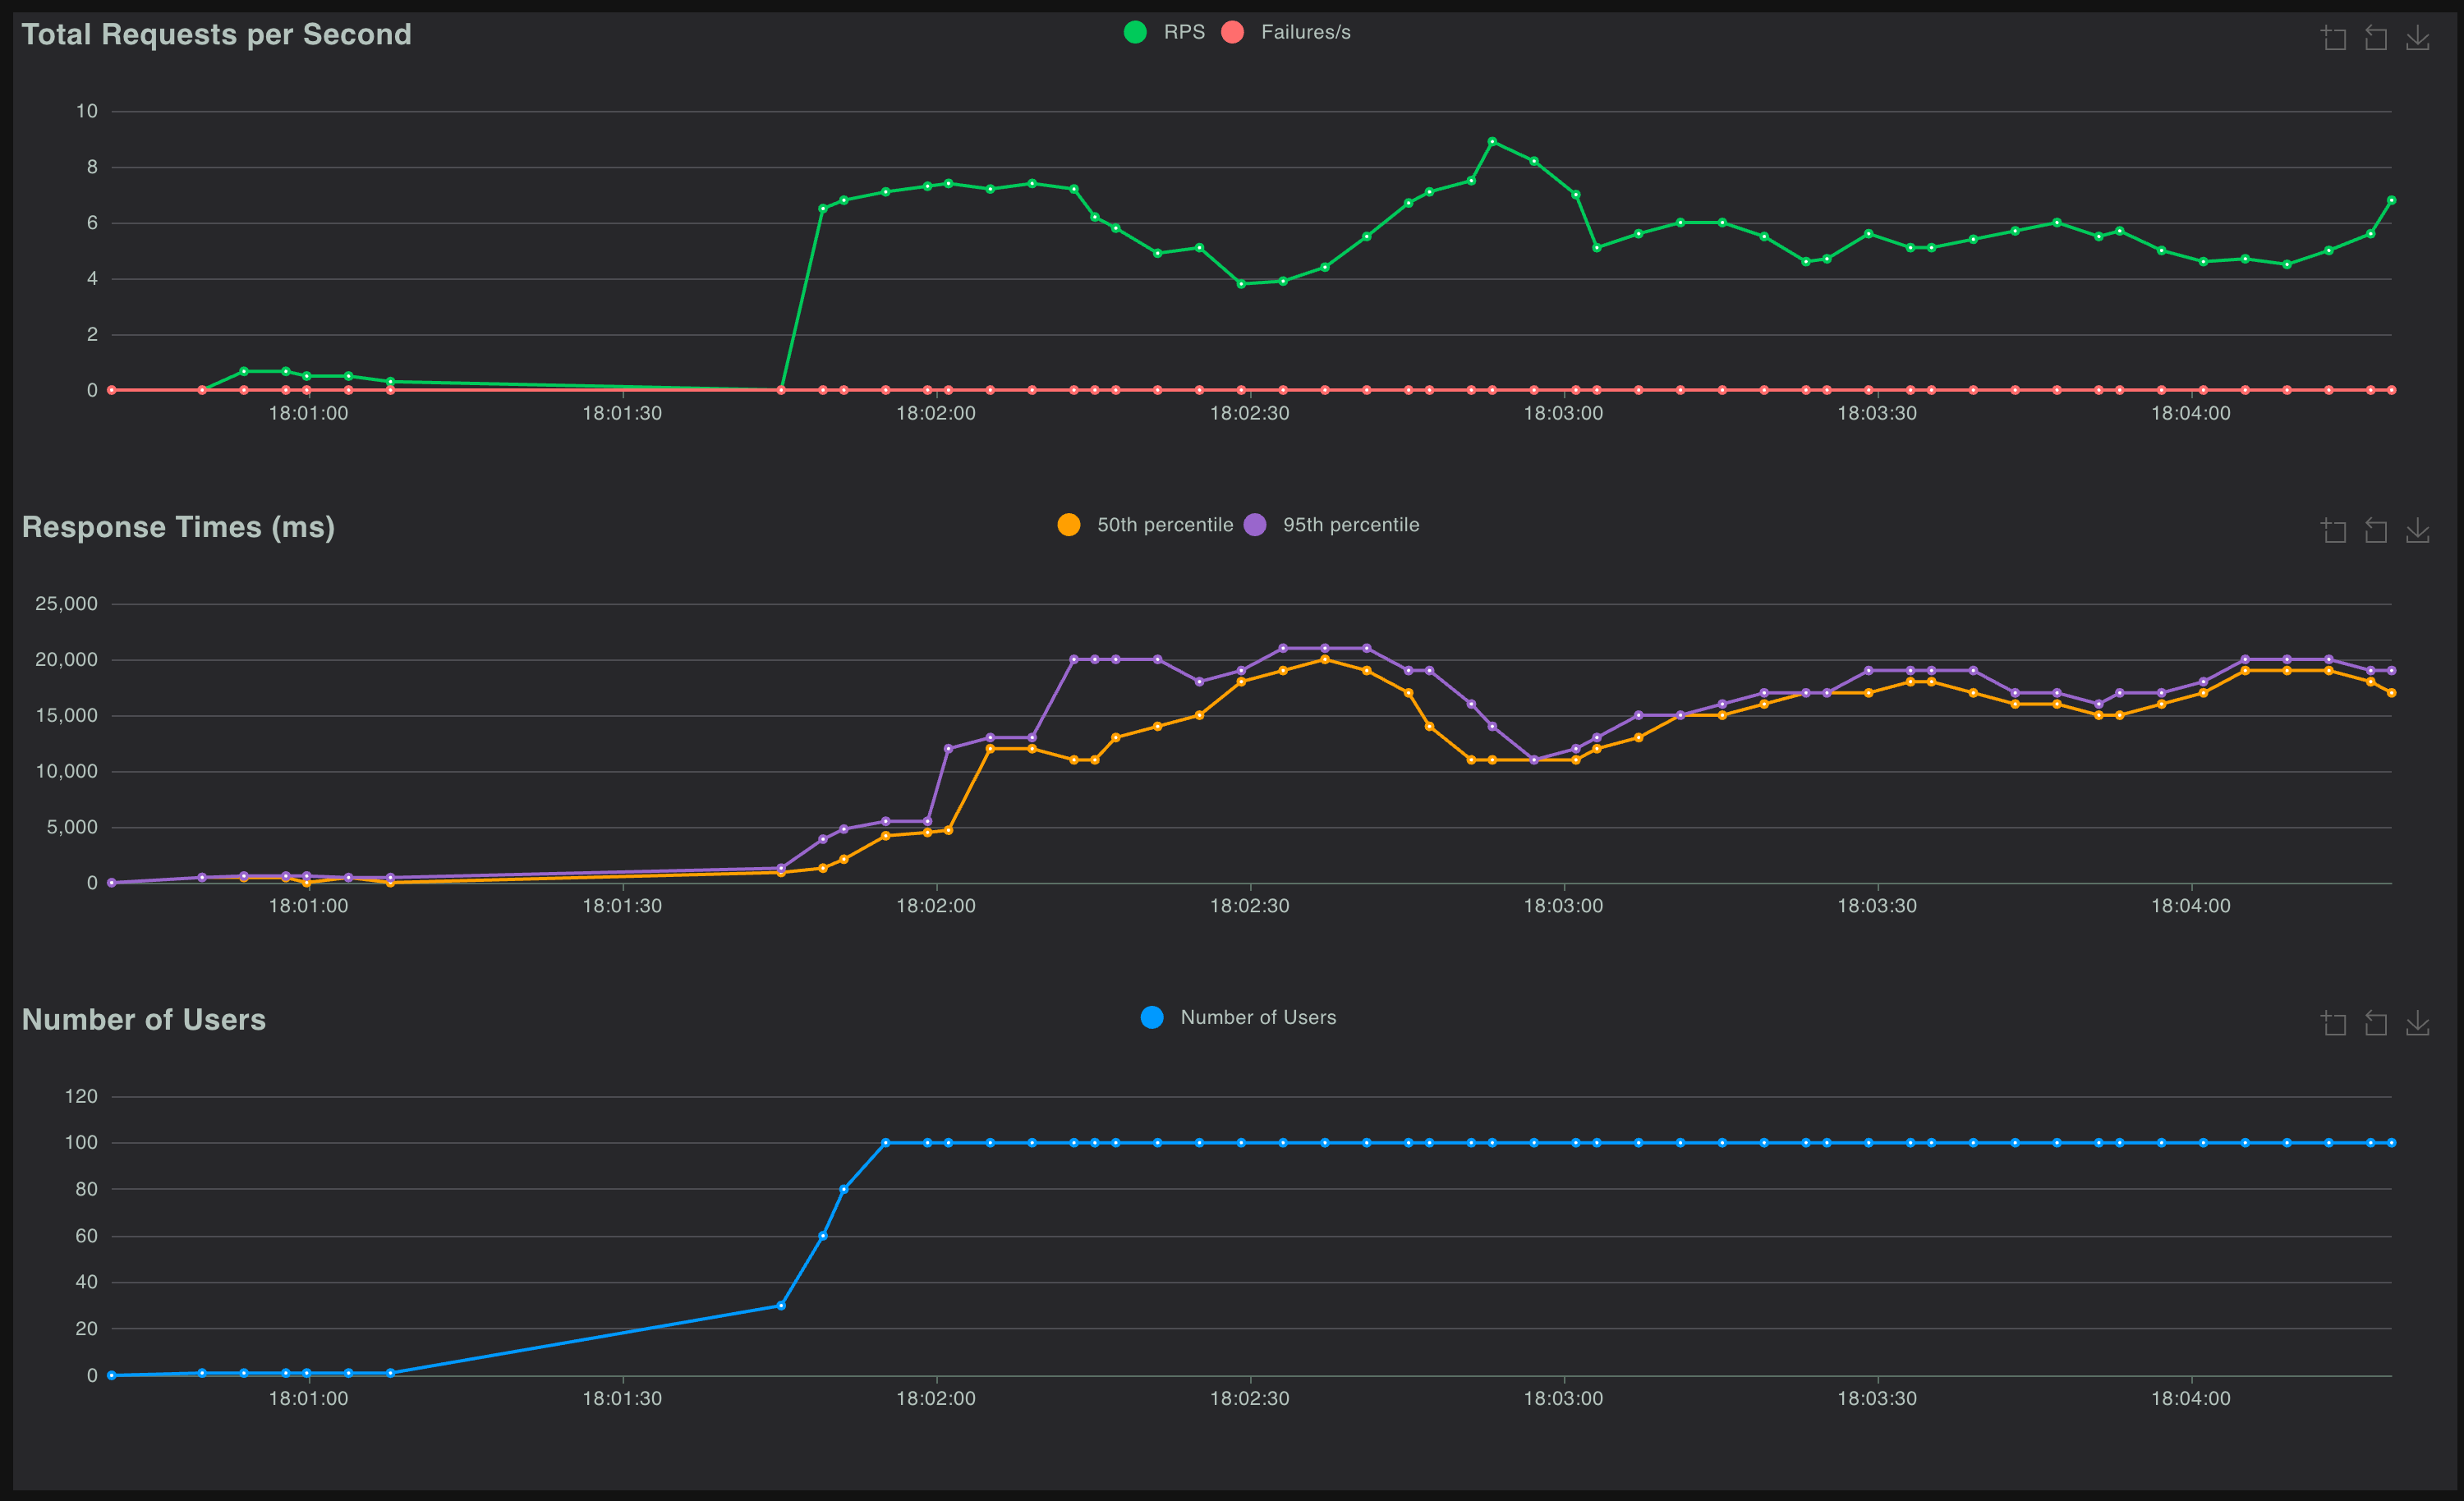 Total Requests per Second
RPS Failures/s
10
8
6
4
2
0
18:01:00 18:01:30 18:02:00 18:02:30 18:03:00 18:03:30 18:04:00
Response Times (ms)
50th percentile 95th percentile
25,000
20,000
15,000
10,000
5,000
0
18:01:00 18:01:30 18:02:00 18:02:30 18:03:00 18:03:30 18:04:00
Number of Users
Number of Users
120
100
80
60
40
20
0
18:01:00 18:01:30 18:02:00 18:02:30 18:03:00 18:03:30 18:04:00